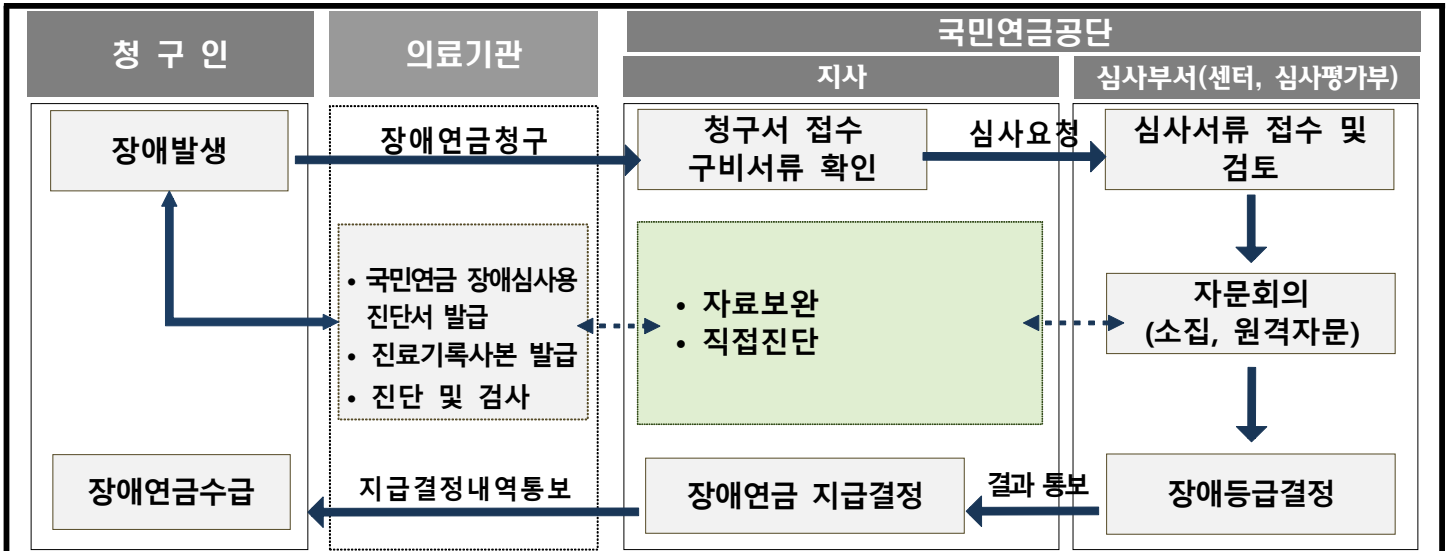 청 구 인
의료기관
국민연금공단
지사
심사부서(센터, 심사평가부)
장애발생
장애연금청구
청구서 접수
구비서류 확인
심사요청
심사서류 접수 및
검토
• 국민연금 장애심사용
진단서 발급
• 진료기록사본 발급
• 진단 및 검사
• 자료보완
• 직접진단
자문회의
(소집, 원격자문)
장애연금수급
지급결정내역통보
장애연금 지급결정
결과 통보
장애등급결정